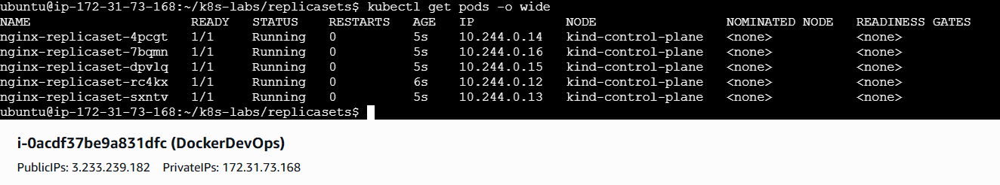 ubuntu@ip-172-31-73-168:~/k8s-labs/replicasets$ kubectl get pods -o wide
NAME READY STATUS RESTARTS AGE IP NODE NOMINATED NODE READINESS GATES
nginx-replicaset-4pcgt 1/1 Running 0 5s 10.244.0.14 kind-control-plane <none> <none>
nginx-replicaset-7bqmn 1/1 Running 0 5s 10.244.0.16 kind-control-plane <none> <none>
nginx-replicaset-dpvlq 1/1 Running 0 5s 10.244.0.15 kind-control-plane <none> <none>
nginx-replicaset-rc4kx 1/1 Running 0 6s 10.244.0.12 kind-control-plane <none> <none>
nginx-replicaset-sxntv 1/1 Running 0 5s 10.244.0.13 kind-control-plane <none> <none>
ubuntu@ip-172-31-73-168:~/k8s-labs/replicasets$
i-0acdf37be9a831dfc (DockerDevOps)
PublicIPs: 3.233.239.182 PrivateIPs: 172.31.73.168